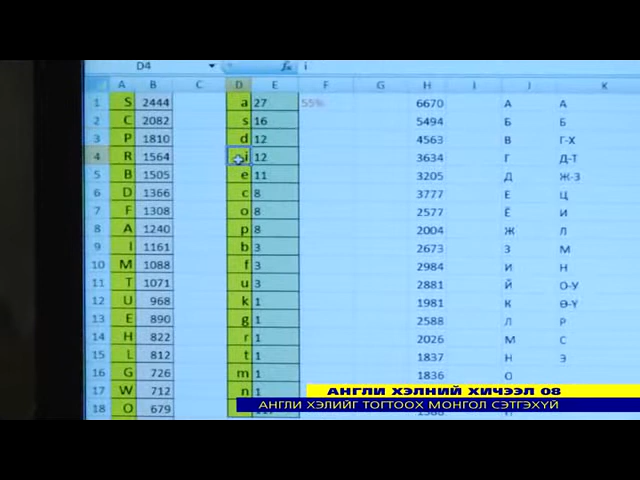 D4 fx i
A B C D E F G H I J K
1 S 2444 a 27 55% 6670 А А
2 C 2082 s 16 5494 Б Б
3 P 1810 d 12 4563 В Г-Х
4 R 1564 i 12 3634 Г Д-Т
5 B 1505 e 11 3205 Д Ж-З
6 D 1366 c 8 3777 Е Ц
7 F 1308 o 8 2577 Ё И
8 A 1240 p 8 2004 Ж Л
9 I 1161 b 3 2673 З М
10 M 1088 f 3 2984 И Н
11 T 1071 u 3 2881 Й О-У
12 U 968 k 1 1981 К Ө-Ү
13 E 890 g 1 2588 Л Р
14 H 822 r 1 2026 М С
15 L 812 t 1 1837 Н Э
16 G 726 m 1 1836 О
17 W 712 n 1
18 O 679
АНГЛИ ХЭЛНИЙ ХИЧЭЭЛ 08
АНГЛИ ХЭЛИЙГ ТОГТООХ МОНГОЛ СЭТГЭХҮЙ